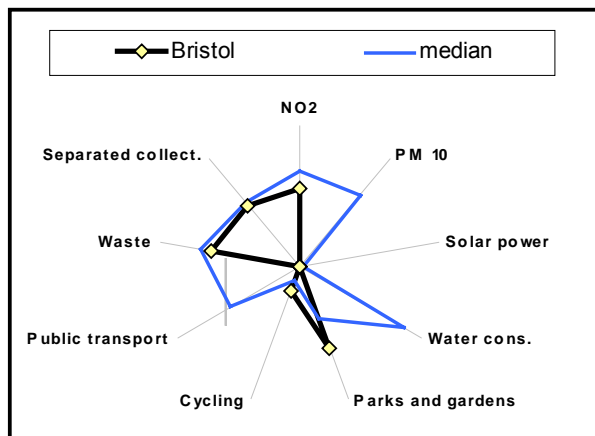 Bristol median
NO2
Separated collect. PM 10
Waste Solar power
Public transport Water cons.
Cycling Parks and gardens